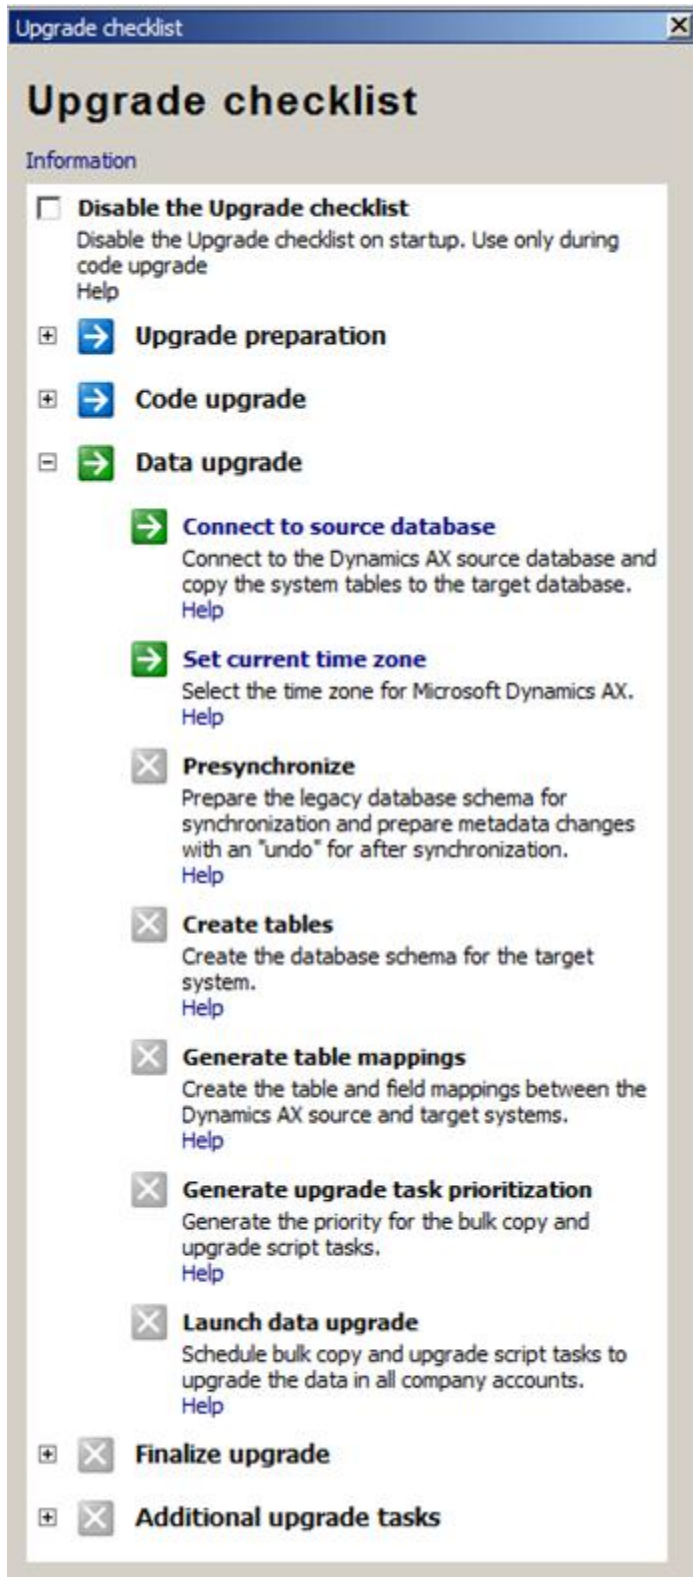 Upgrade checklist
Upgrade checklist
Information
Disable the Upgrade checklist
Disable the Upgrade checklist on startup. Use only during
code upgrade
Help
Upgrade preparation
Code upgrade
Data upgrade
Connect to source database
Connect to the Dynamics AX source database and
copy the system tables to the target database.
Help
Set current time zone
Select the time zone for Microsoft Dynamics AX.
Help
Presynchronize
Prepare the legacy database schema for
synchronization and prepare metadata changes
with an "undo" for after synchronization.
Help
Create tables
Create the database schema for the target
system.
Help
Generate table mappings
Create the table and field mappings between the
Dynamics AX source and target systems.
Help
Generate upgrade task prioritization
Generate the priority for the bulk copy and
upgrade script tasks.
Help
Launch data upgrade
Schedule bulk copy and upgrade script tasks to
upgrade the data in all company accounts.
Help
Finalize upgrade
Additional upgrade tasks